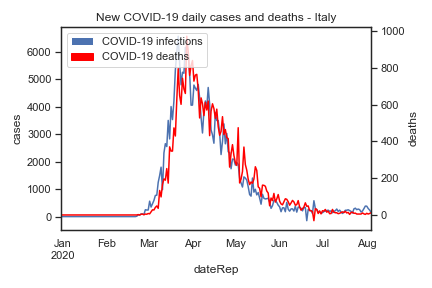 New COVID-19 daily cases and deaths - Italy
COVID-19 infections
COVID-19 deaths
6000
5000
4000
3000
2000
1000
0
cases
1000
800
600
400
200
0
deaths
Jan Feb Mar Apr May Jun Jul Aug
2020
dateRep